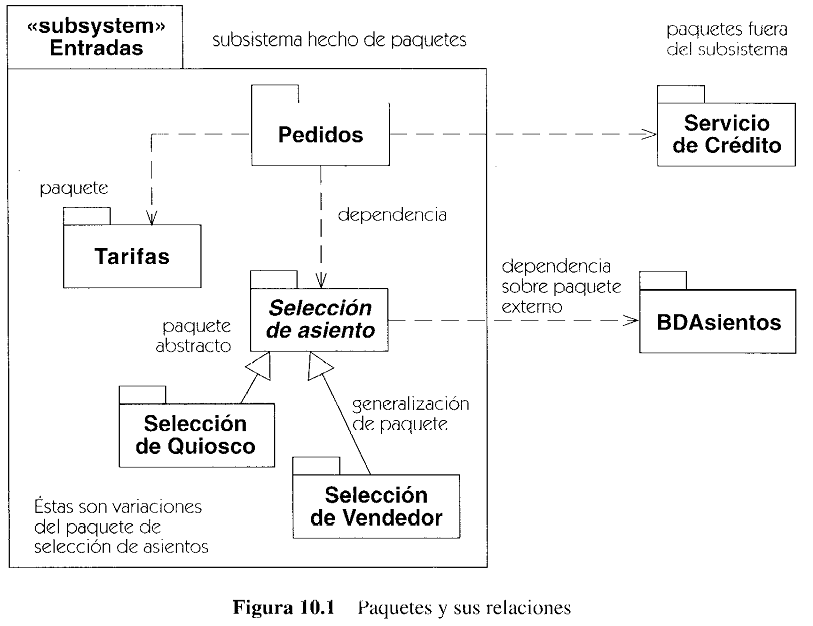 «subsystem»
Entradas
subsistema hecho de paquetes
paquetes fuera
del subsistema
Pedidos
Servicio
de Crédito
paquete
dependencia
Tarifas
dependencia
sobre paquete
externo
Selección
de asiento
BDAsientos
paquete
abstracto
generalización
de paquete
Selección
de Quiosco
Selección
de Vendedor
Éstas son variaciones
del paquete de
selección de asientos
Figura 10.1 Paquetes y sus relaciones